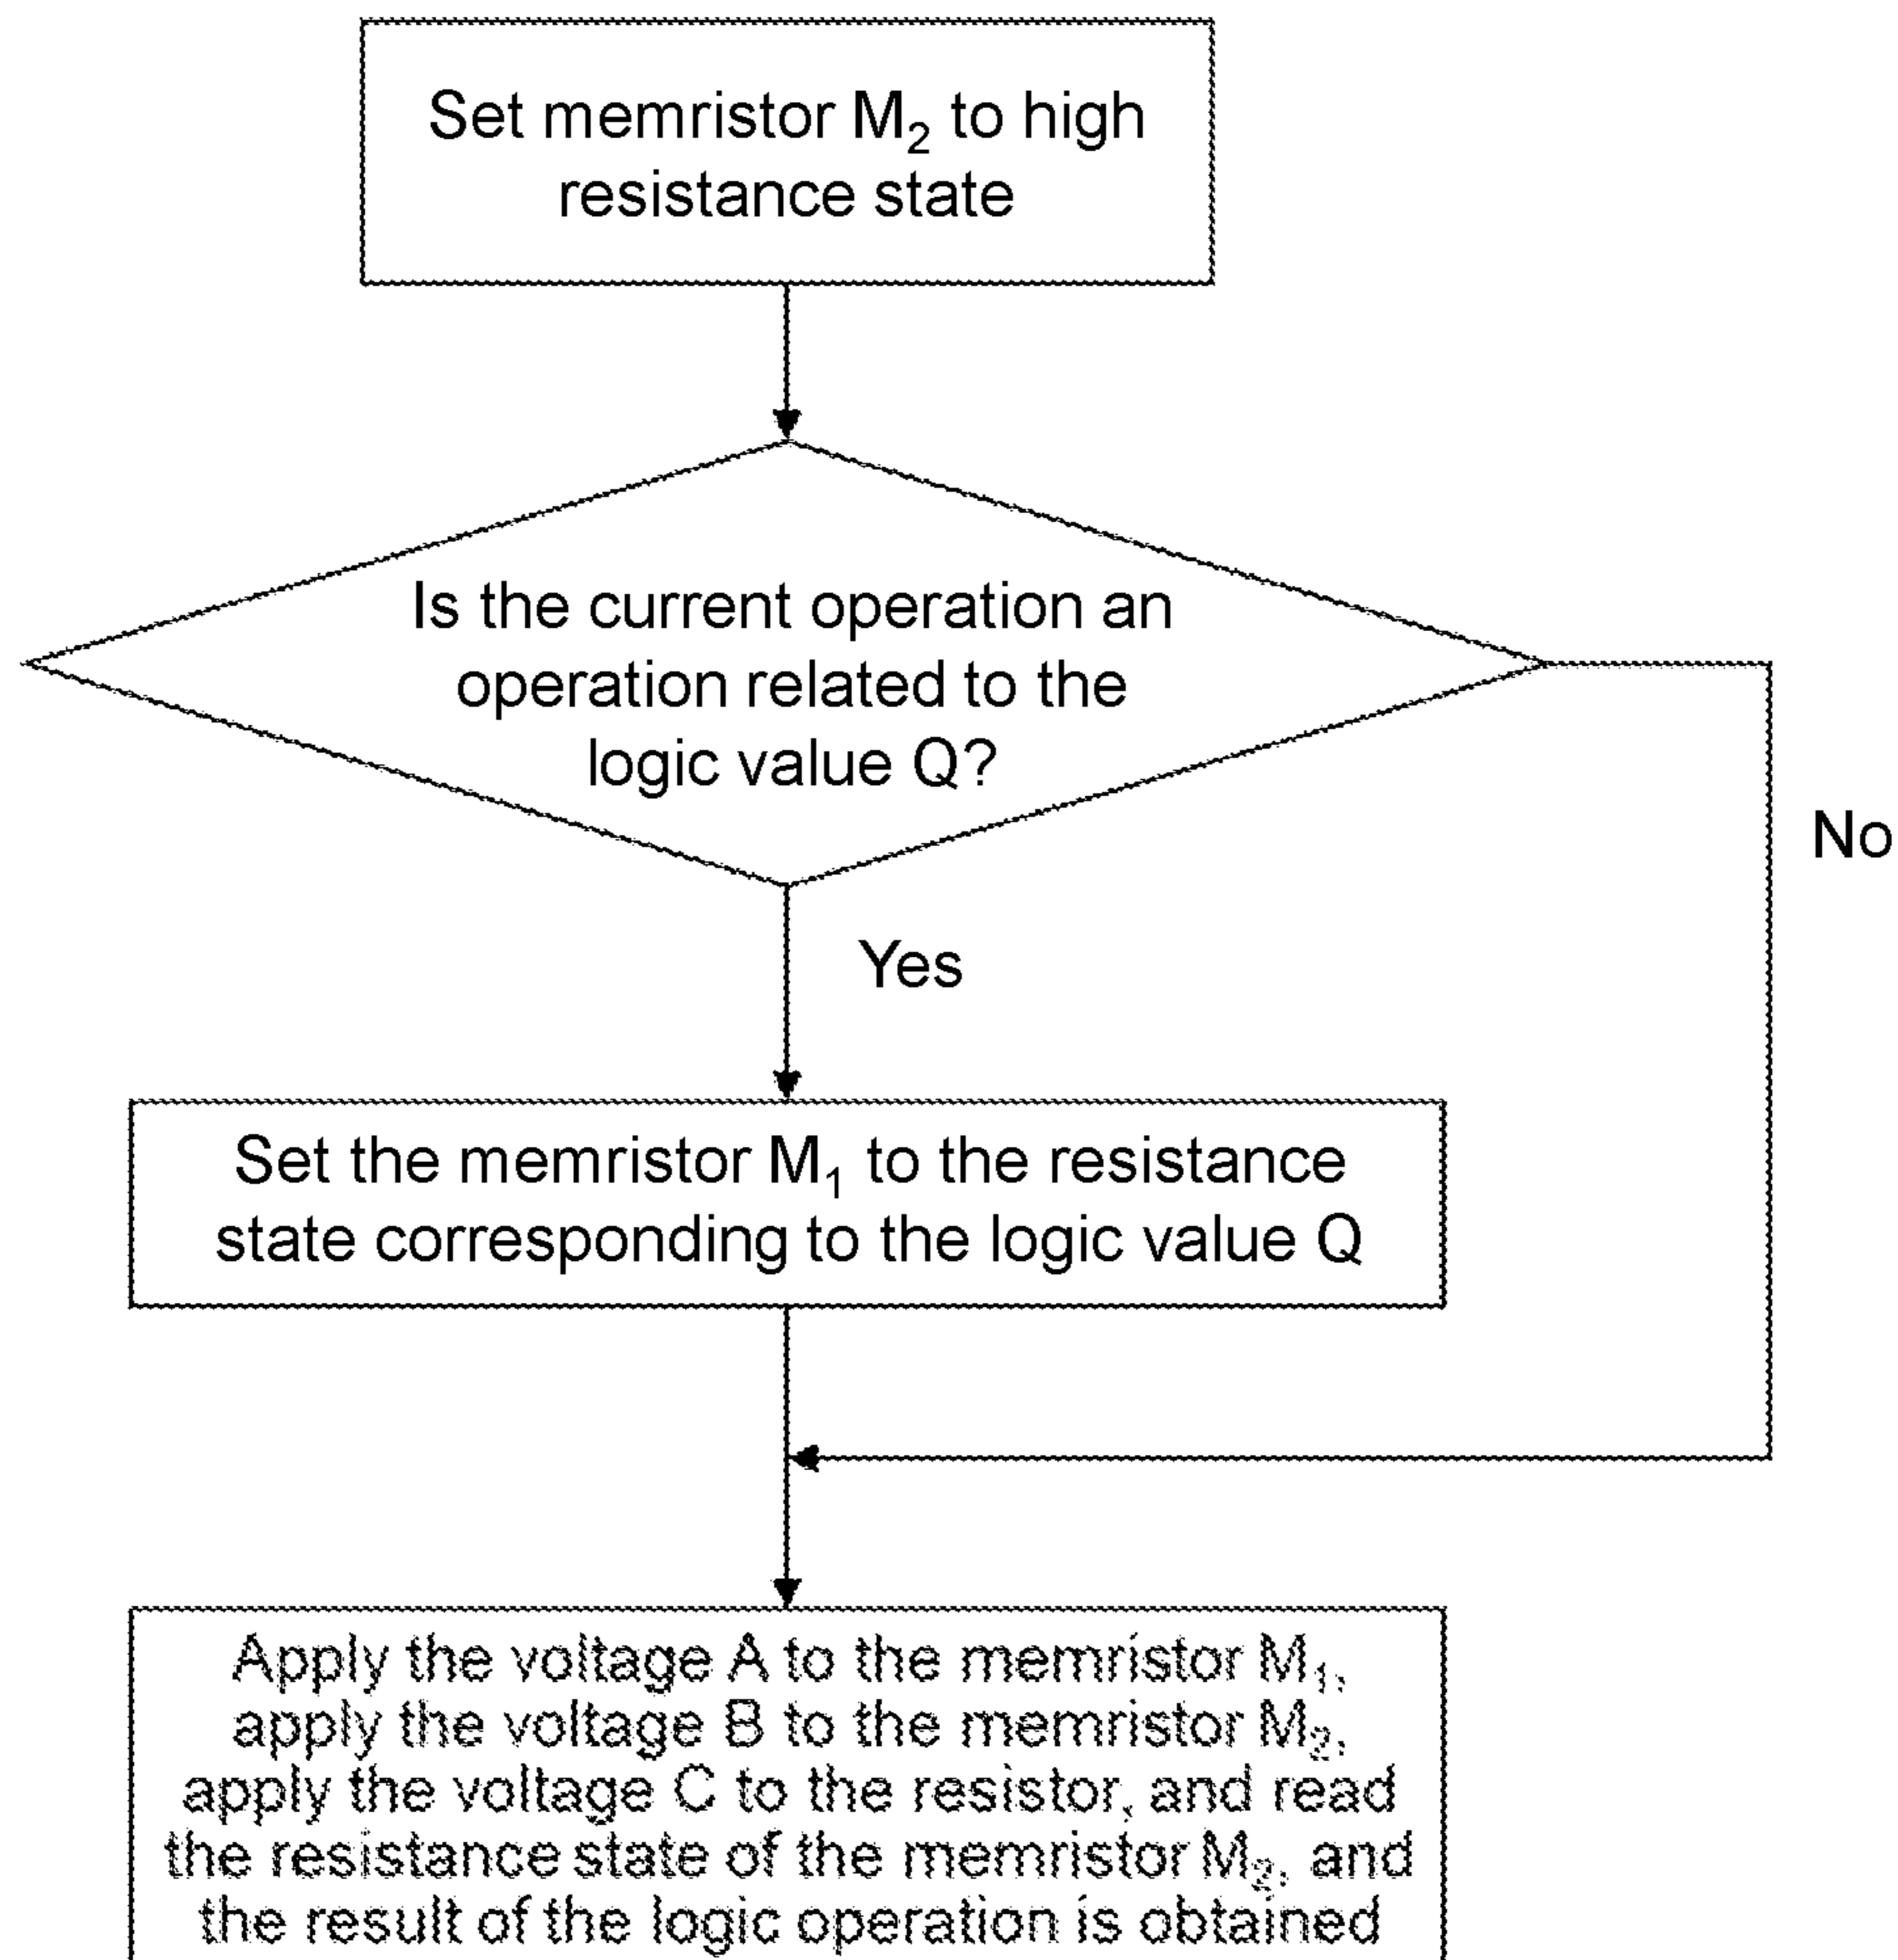 Set memristor M₂ to high
resistance state
Is the current operation an
operation related to the
logic value Q?
No
Yes
Set the memristor M₁ to the resistance
state corresponding to the logic value Q
Apply the voltage A to the memristor M₁,
apply the voltage B to the memristor M₂,
apply the voltage C to the resistor, and read
the resistance state of the memristor M₂, and
the result of the logic operation is obtained